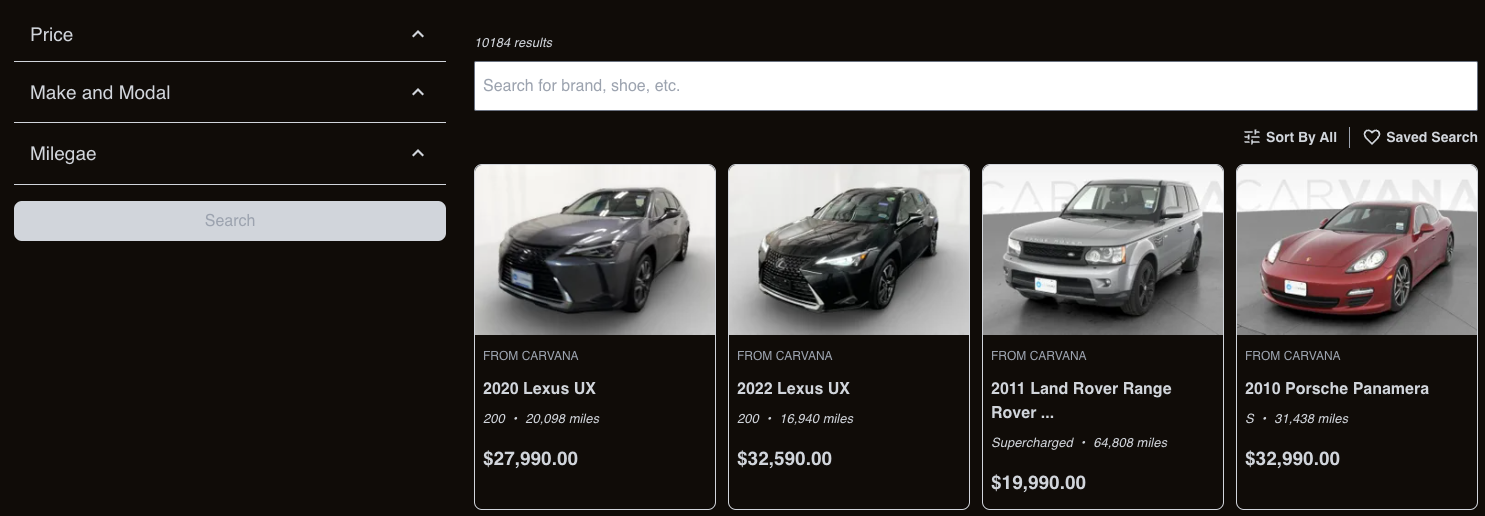 Price
Make and Modal
Milegae
Search
10184 results
Search for brand, shoe, etc.
Sort By All
Saved Search
CARVANA
CARVANA
FROM CARVANA
2020 Lexus UX
200 • 20,098 miles
$27,990.00
FROM CARVANA
2022 Lexus UX
200 • 16,940 miles
$32,590.00
FROM CARVANA
2011 Land Rover Range
Rover ...
Supercharged • 64,808 miles
$19,990.00
FROM CARVANA
2010 Porsche Panamera
S • 31,438 miles
$32,990.00